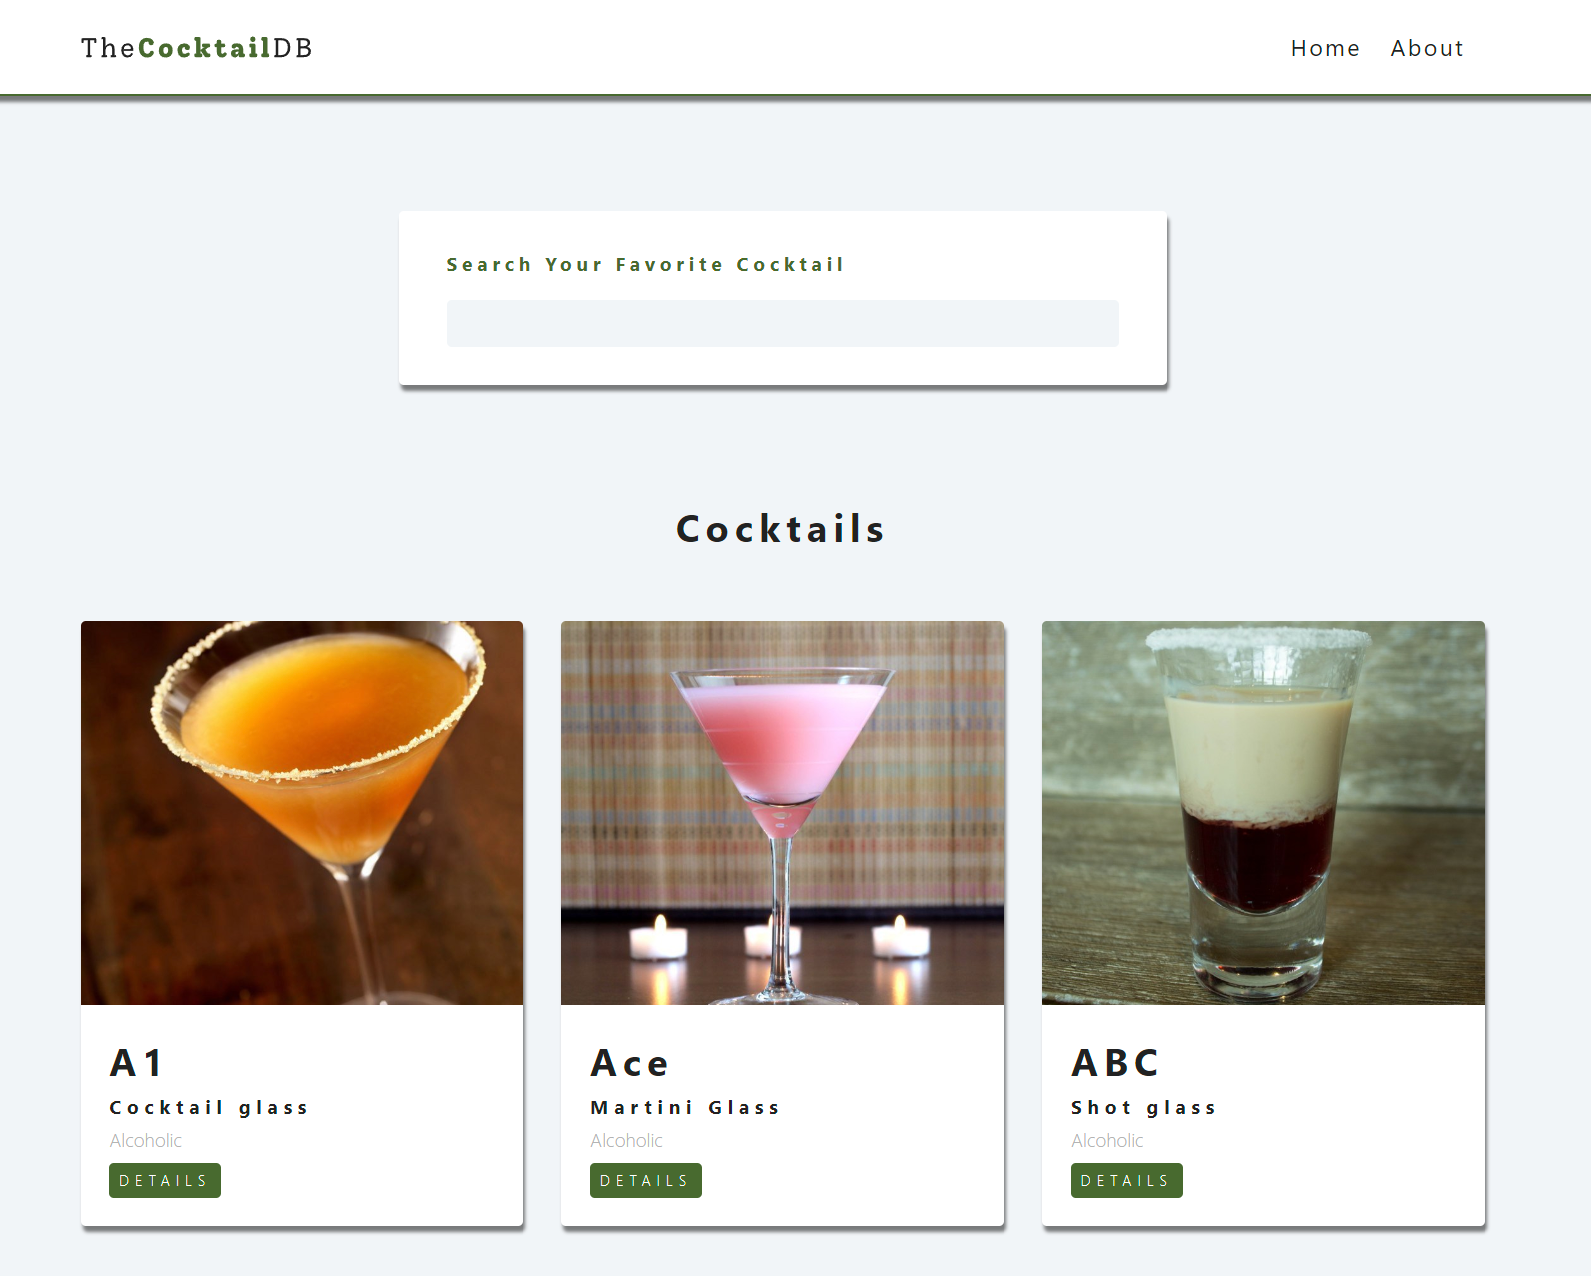 TheCocktailDB
Home About
Search Your Favorite Cocktail
Cocktails
A1
Cocktail glass
Alcoholic
DETAILS
Ace
Martini Glass
Alcoholic
DETAILS
ABC
Shot glass
Alcoholic
DETAILS